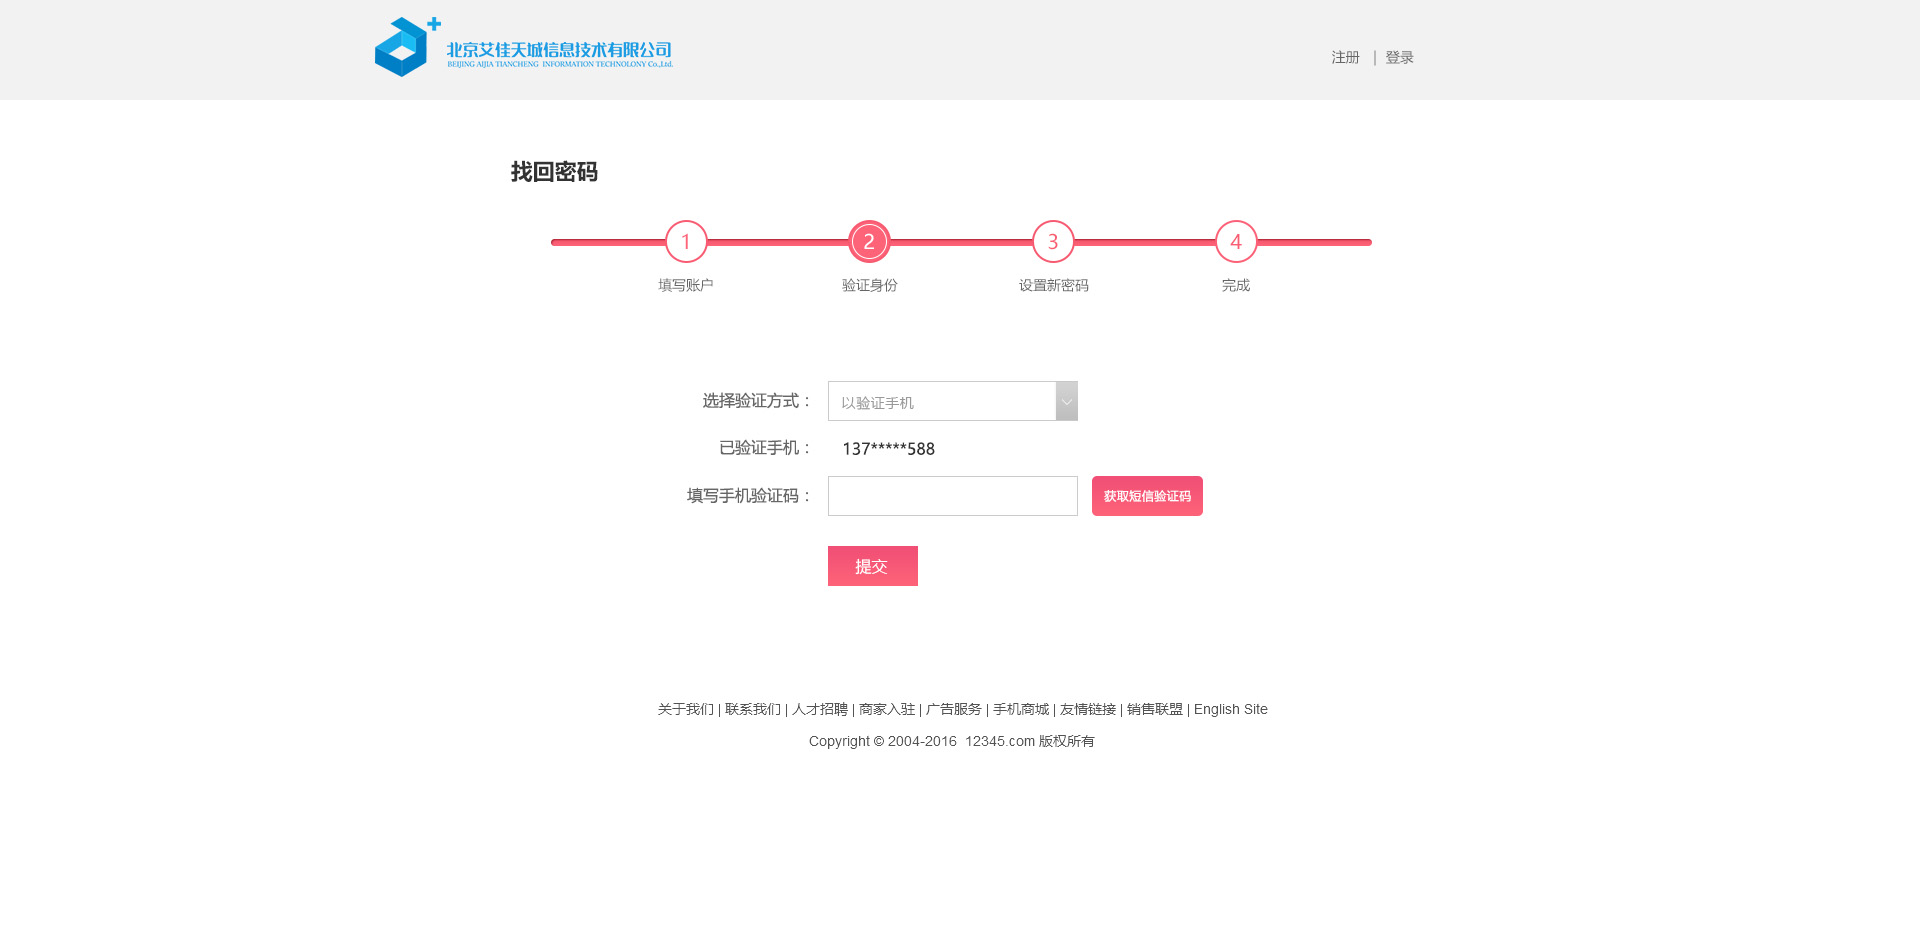 北京艾佳天诚信息技术有限公司
BEIJING AIJIA TIANCHENG INFORMATION TECHNOLONY Co.,Ltd.
注册 | 登录
找回密码
1 2 3 4
填写账户 验证身份 设置新密码 完成
选择验证方式： 以验证手机
已验证手机： 137*****588
填写手机验证码： 获取短信验证码
提交
关于我们 | 联系我们 | 人才招聘 | 商家入驻 | 广告服务 | 手机商城 | 友情链接 | 销售联盟 | English Site
Copyright © 2004-2016 12345.com 版权所有